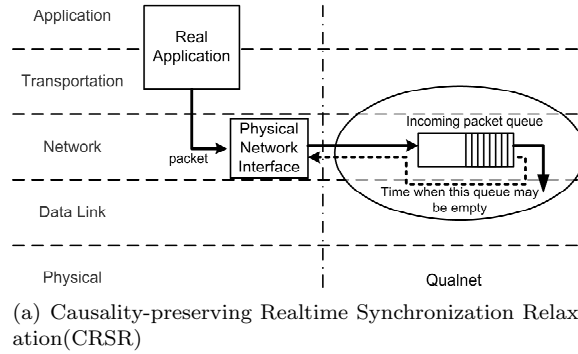 Application
Real
Application
Transportation
Incoming packet queue
Physical
Network
Interface
Network
packet
Time when this queue may
be empty
Data Link
Physical
Qualnet
(a) Causality-preserving Realtime Synchronization Relax
ation(CRSR)